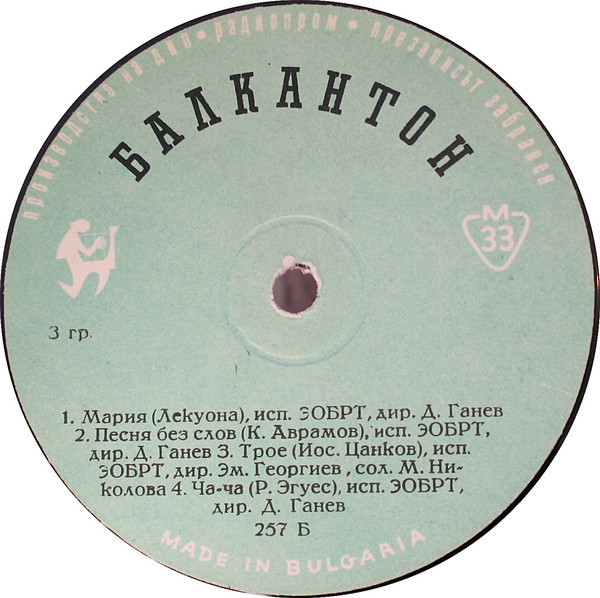 производство на дип • радиопром • презаписът забранен
БАЛКАНТОН
М
33
3 гр.
1. Мария (Лекуона), исп. ЭОБРТ, дир. Д. Ганев
2. Песня без слов (К. Аврамов), исп. ЭОБРТ,
дир. Д. Ганев 3. Трое (Иос. Цанков), исп.
ЭОБРТ, дир. Эм. Георгиев, сол. М. Ни-
колова 4. Ча-ча (Р. Эгуес), исп. ЭОБРТ,
дир. Д. Ганев
257 Б
MADE IN BULGARIA